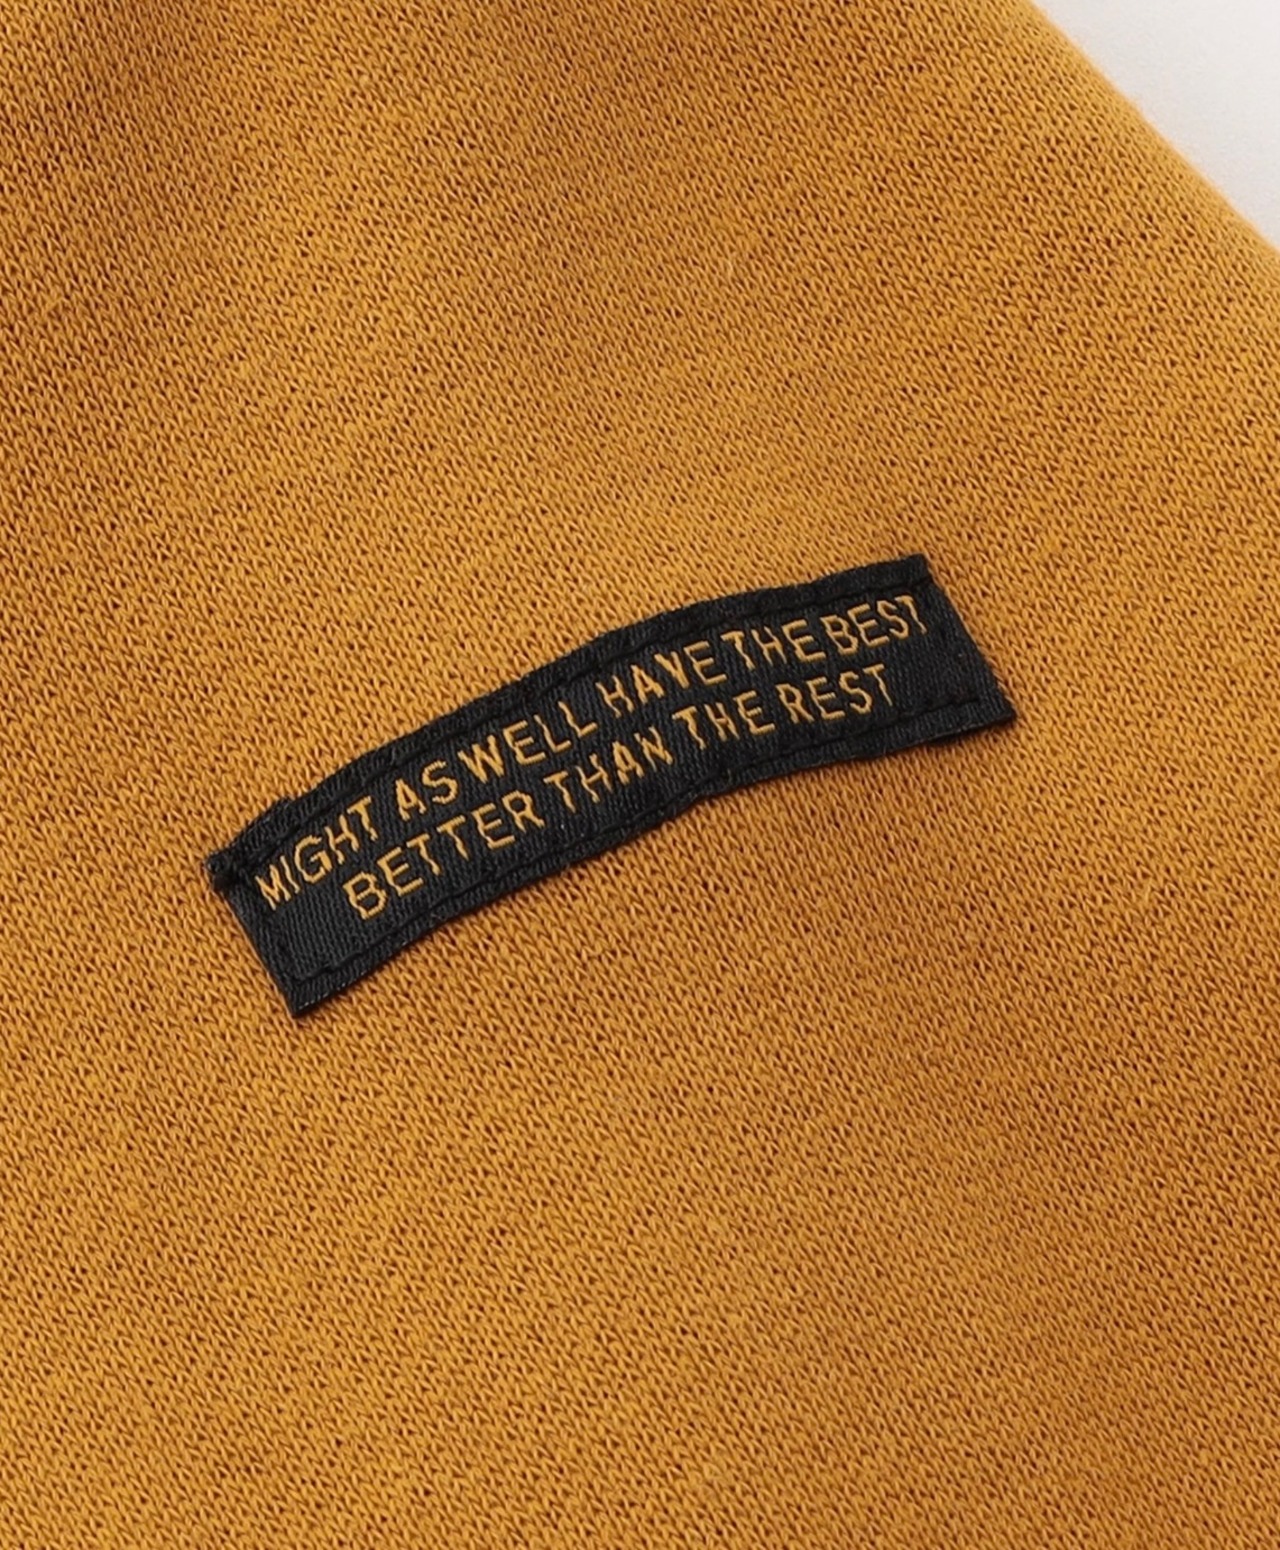 MIGHT AS WELL HAVE THE BEST
BETTER THAN THE REST